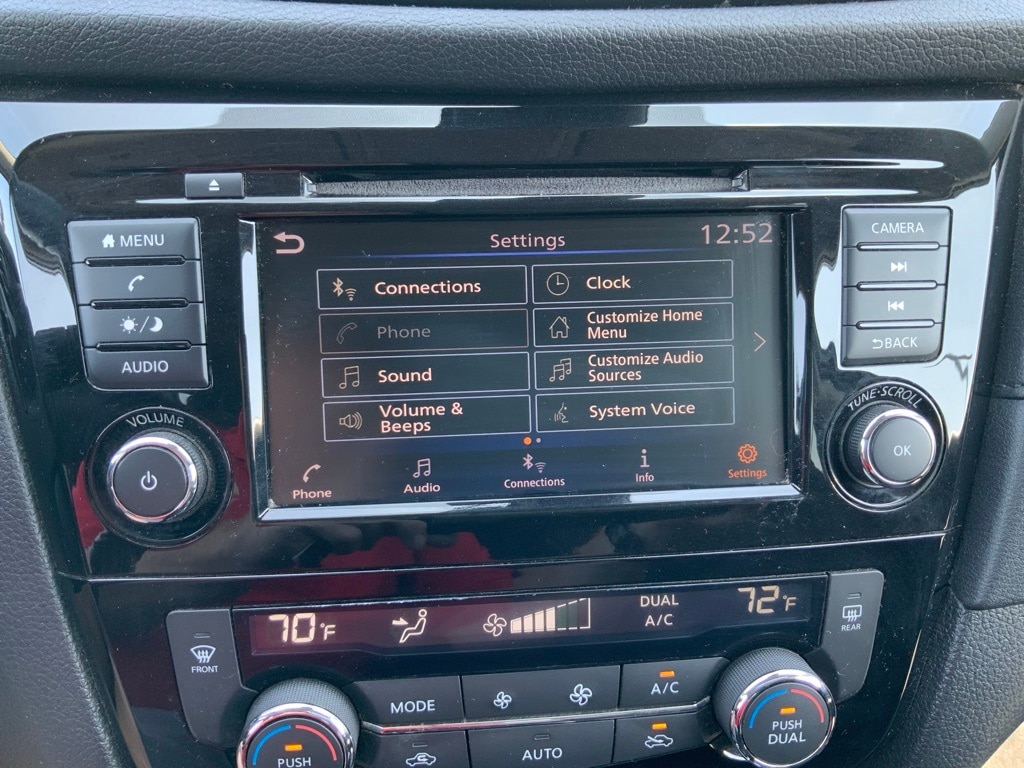 MENU
AUDIO
VOLUME
Settings
12:52
Connections
Clock
Phone
Customize Home
Menu
Sound
Customize Audio
Sources
Volume &
Beeps
System Voice
Phone
Audio
Connections
Info
Settings
CAMERA
BACK
TUNE·SCROLL
OK
70°F
DUAL
A/C
72°F
FRONT
REAR
MODE
A/C
AUTO
PUSH
PUSH
DUAL